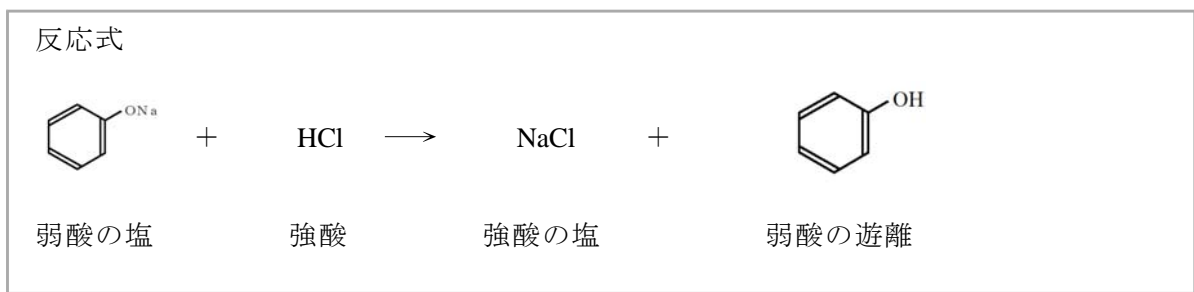 反応式
ONa + HCl ⟶ NaCl + OH
弱酸の塩 強酸 強酸の塩 弱酸の遊離